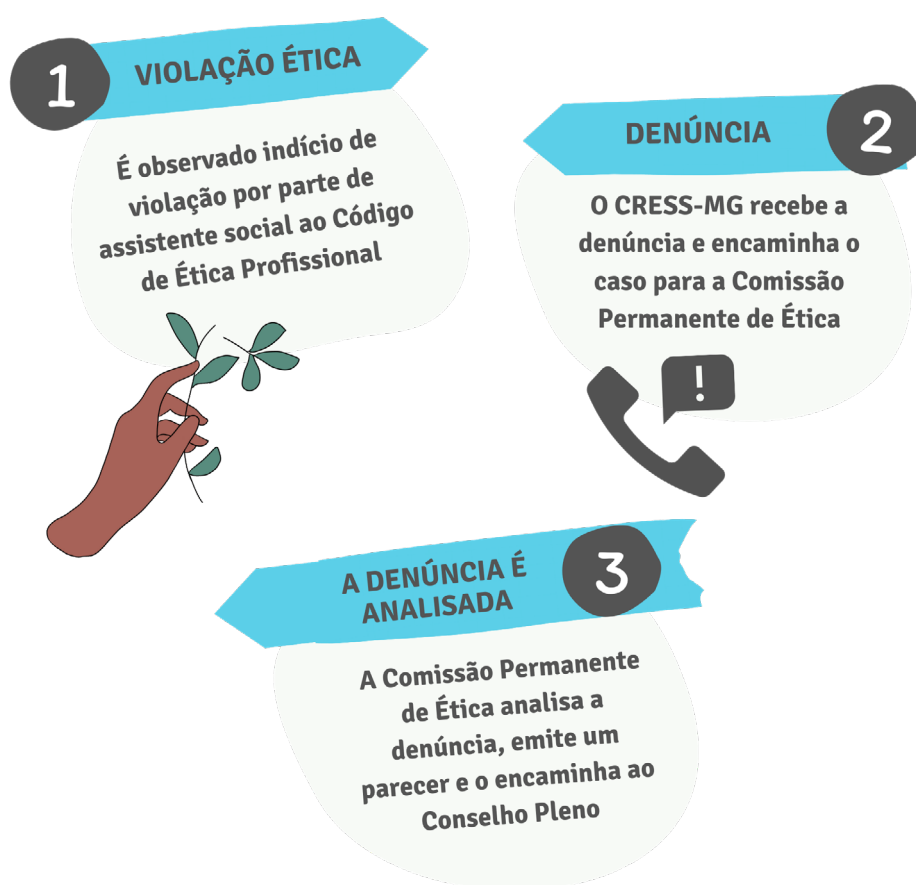 1
VIOLAÇÃO ÉTICA
É observado indício de
violação por parte de
assistente social ao Código
de Ética Profissional
DENÚNCIA
2
O CRESS-MG recebe a
denúncia e encaminha o
caso para a Comissão
Permanente de Ética
!
A DENÚNCIA É
ANALISADA
3
A Comissão Permanente
de Ética analisa a
denúncia, emite um
parecer e o encaminha ao
Conselho Pleno